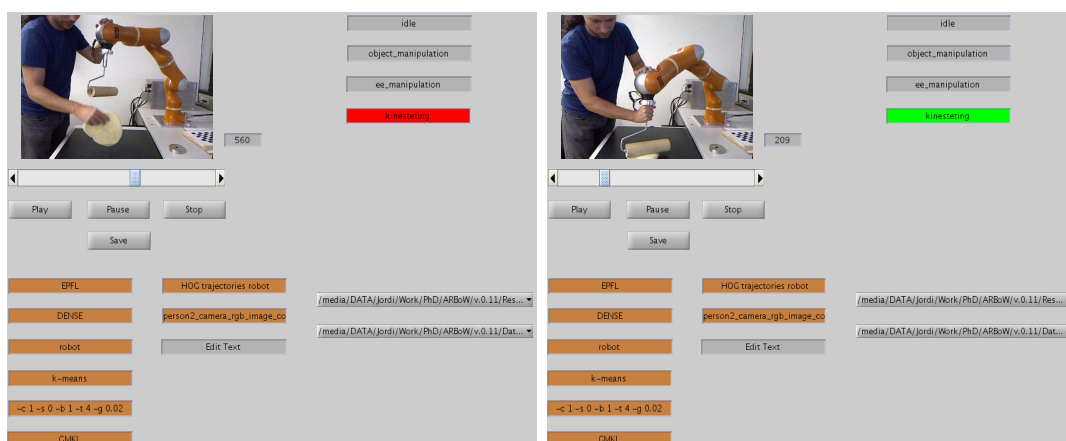 idle
object_manipulation
ee_manipulation
kinesteting
560
Play
Pause
Stop
Save
EPFL
HOG trajectories robot
/media/DATA/Jordi/Work/PhD/ARBoW/v.0.11/Res...
DENSE
person2_camera_rgb_image_co
/media/DATA/Jordi/Work/PhD/ARBoW/v.0.11/Dat...
robot
Edit Text
k-means
-c 1 -s 0 -b 1 -t 4 -g 0.02
GMKL
idle
object_manipulation
ee_manipulation
kinesteting
209
Play
Pause
Stop
Save
EPFL
HOG trajectories robot
/media/DATA/Jordi/Work/PhD/ARBoW/v.0.11/Res...
DENSE
person2_camera_rgb_image_co
/media/DATA/Jordi/Work/PhD/ARBoW/v.0.11/Dat...
robot
Edit Text
k-means
-c 1 -s 0 -b 1 -t 4 -g 0.02
GMKL